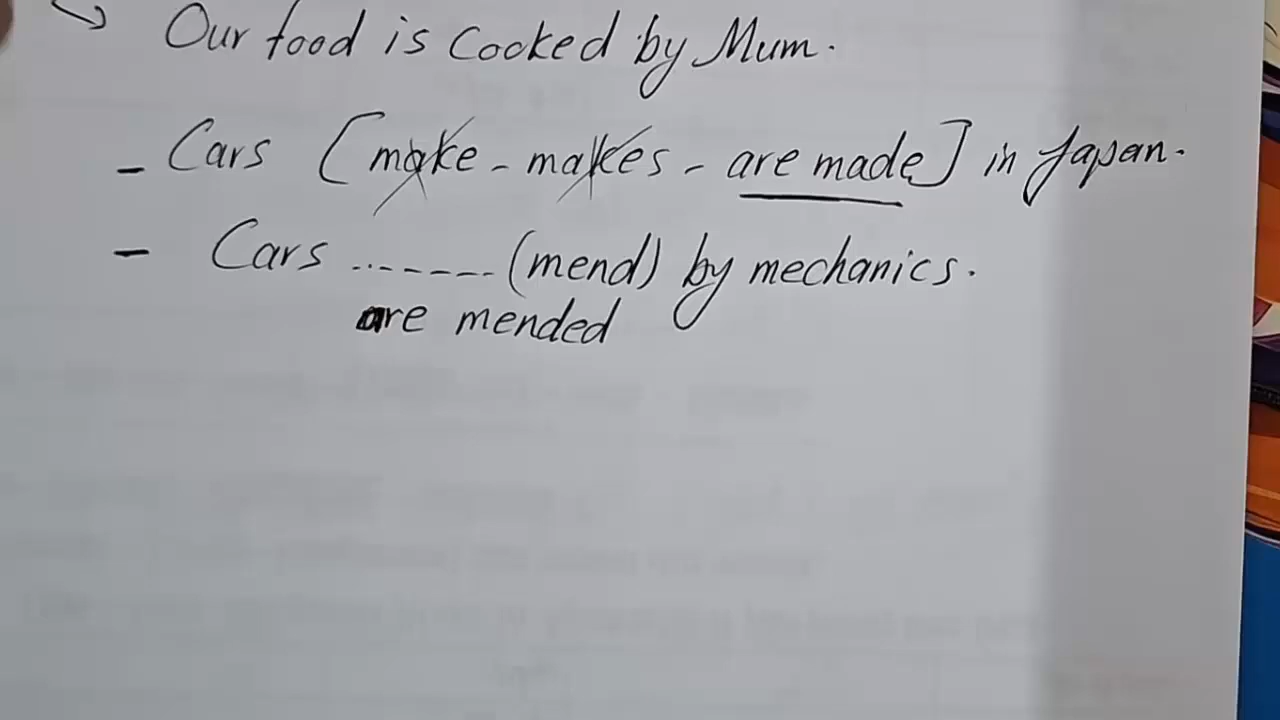 Our food is cooked by Mum.
- Cars [make - makes - are made] in Japan.
- Cars ....... (mend) by mechanics.
are mended